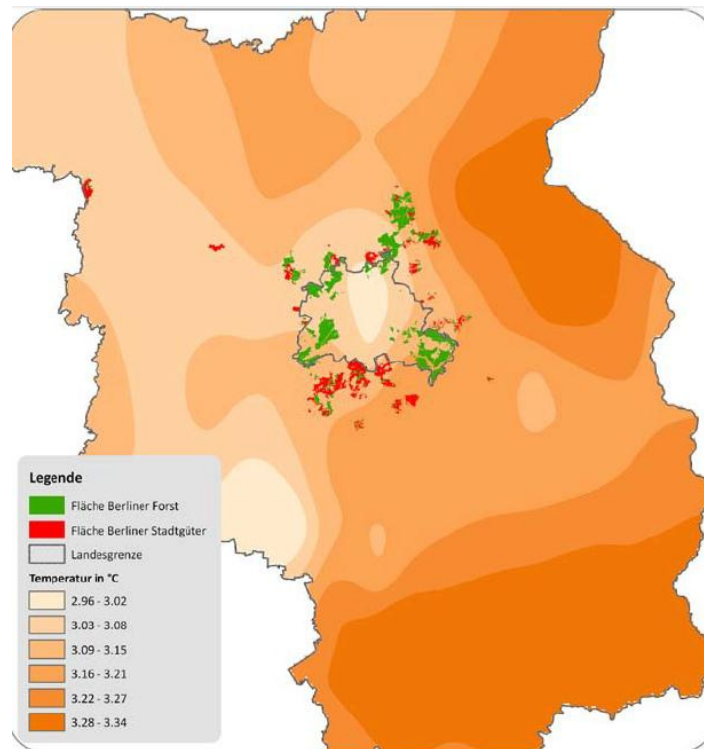 Legende
Fläche Berliner Forst
Fläche Berliner Stadtgüter
Landesgrenze
Temperatur in °C
2.96 - 3.02
3.03 - 3.08
3.09 - 3.15
3.16 - 3.21
3.22 - 3.27
3.28 - 3.34